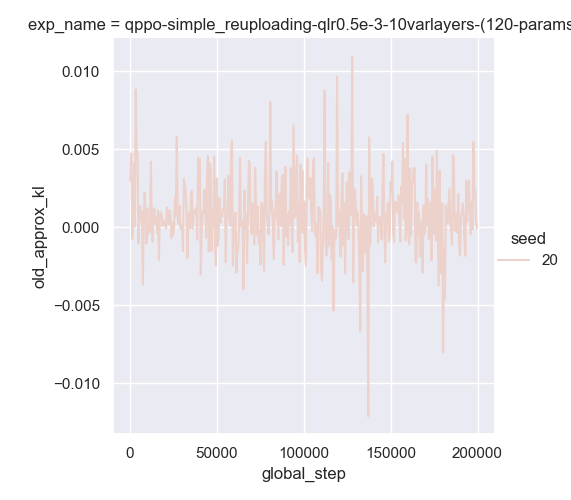 exp_name = qppo-simple_reuploading-qlr0.5e-3-10varlayers-(120-params
0.010
0.005
0.000
−0.005
−0.010
old_approx_kl
0 50000 100000 150000 200000
global_step
seed
20